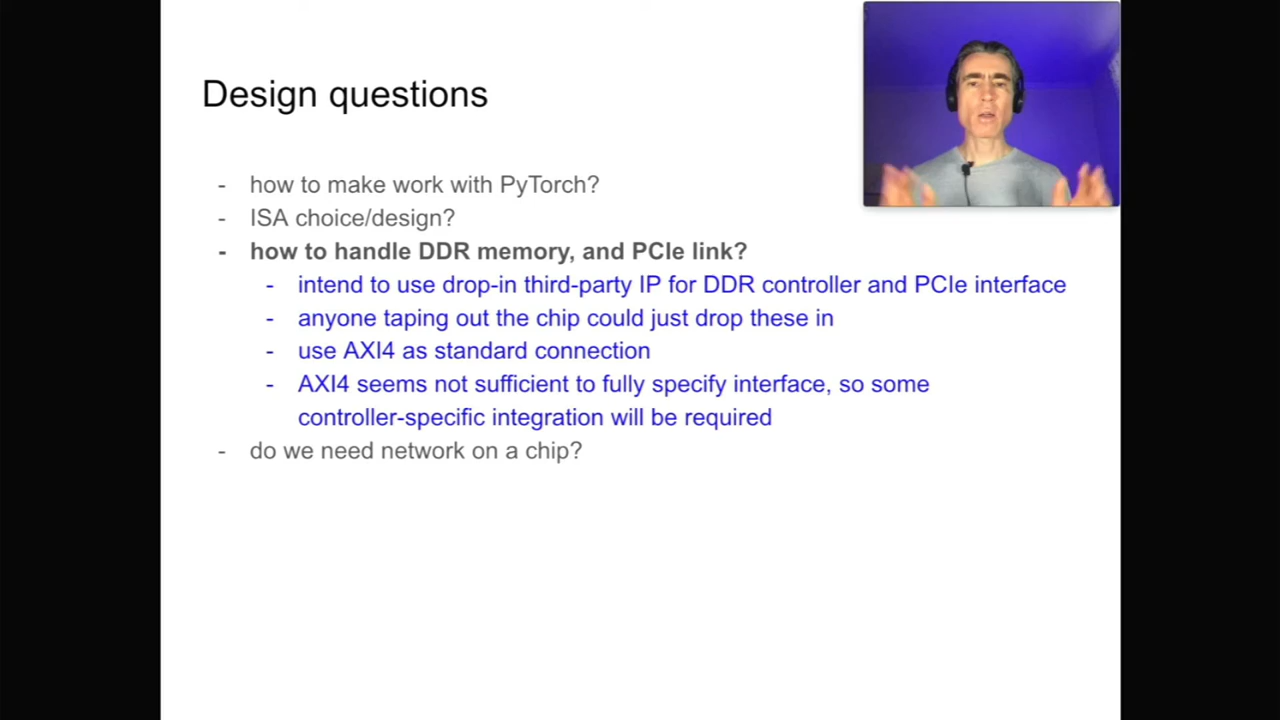 Design questions
- how to make work with PyTorch?
- ISA choice/design?
- how to handle DDR memory, and PCIe link?
- intend to use drop-in third-party IP for DDR controller and PCIe interface
- anyone taping out the chip could just drop these in
- use AXI4 as standard connection
- AXI4 seems not sufficient to fully specify interface, so some
controller-specific integration will be required
- do we need network on a chip?